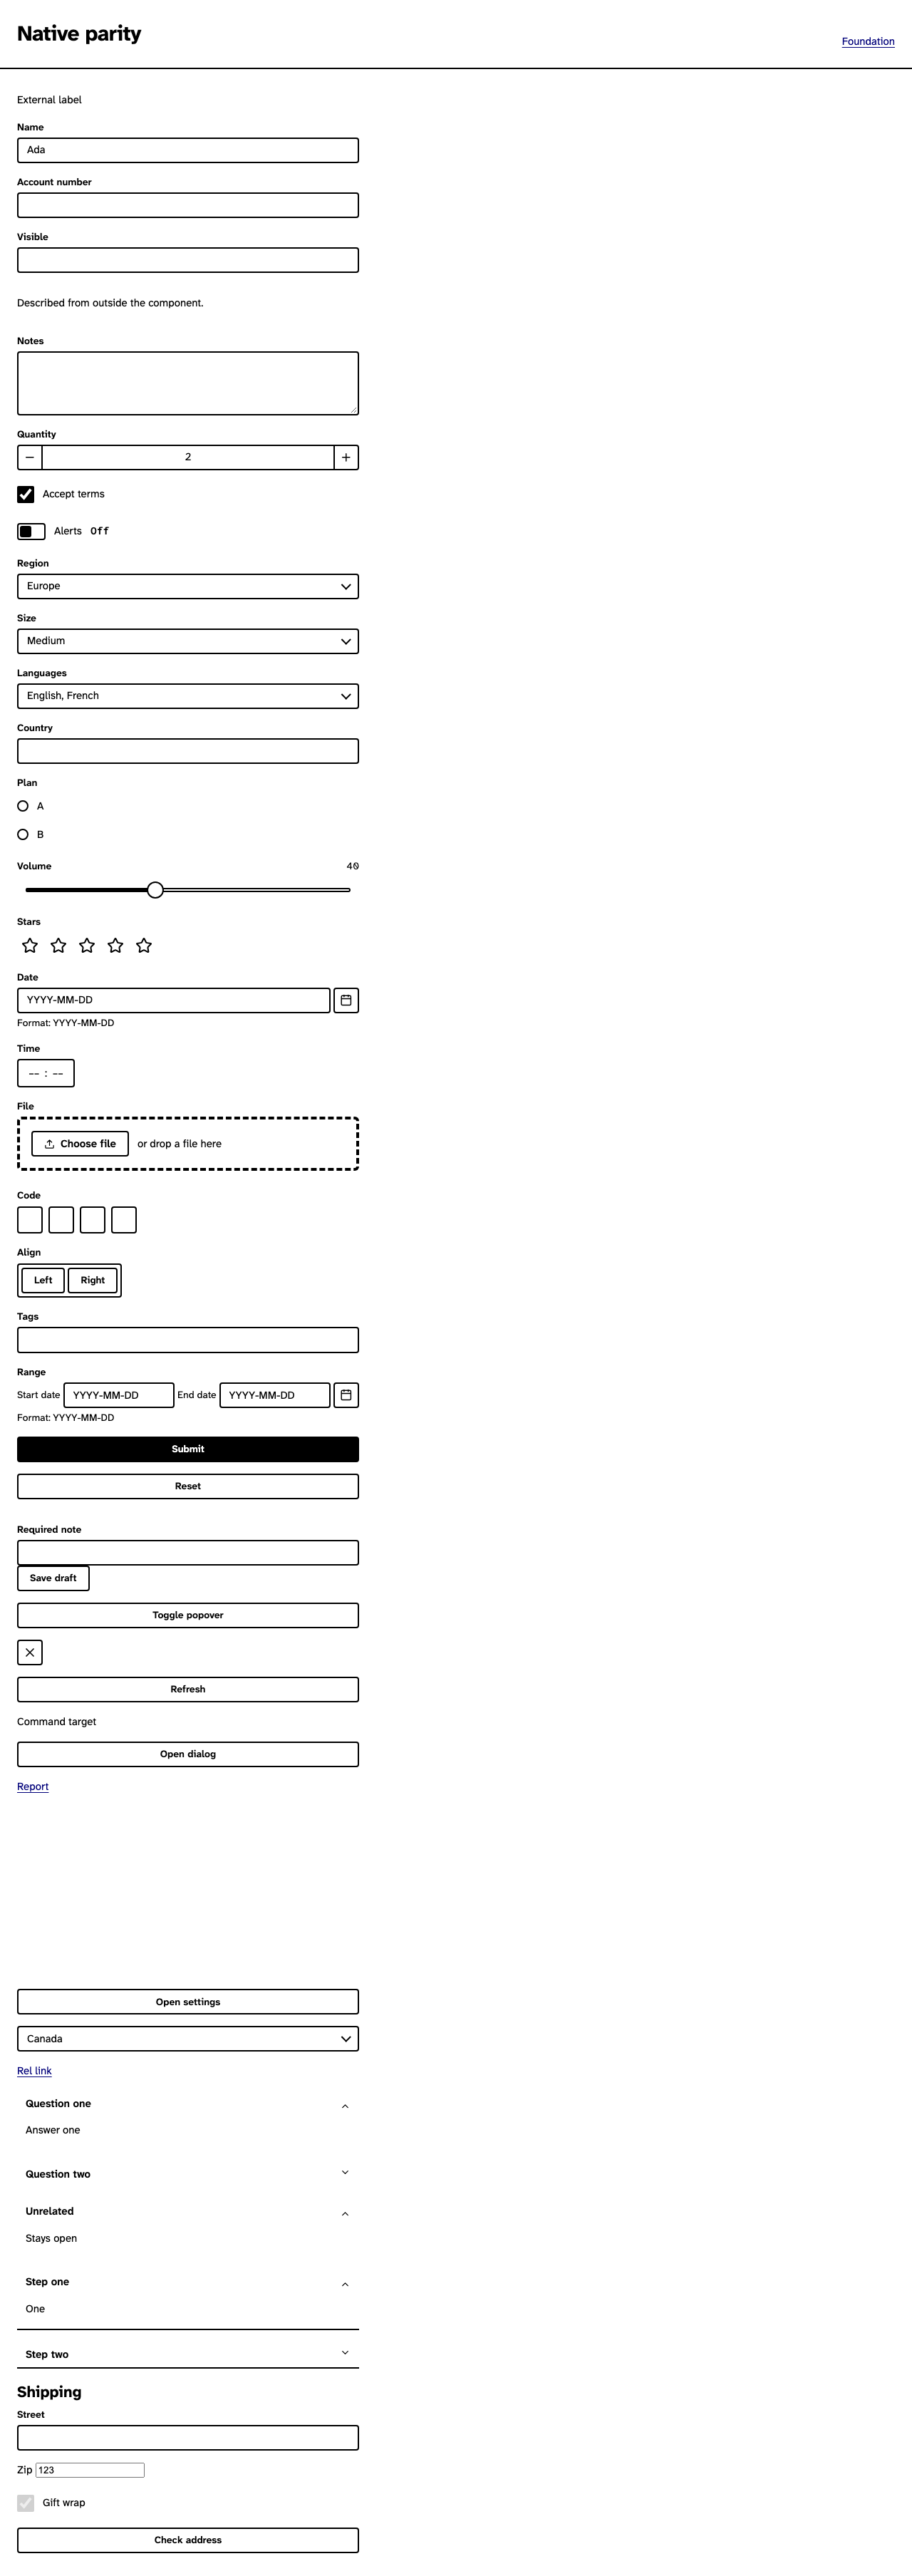 Native parity
Foundation
External label
Name
Ada
Account number
Visible
Described from outside the component.
Notes
Quantity
2
Accept terms
Alerts Off
Region
Europe
Size
Medium
Languages
English, French
Country
Plan
A
B
Volume 40
Stars
Date
YYYY-MM-DD
Format: YYYY-MM-DD
Time
-- : --
File
Choose file or drop a file here
Code
Align
Left Right
Tags
Range
Start date YYYY-MM-DD End date YYYY-MM-DD
Format: YYYY-MM-DD
Submit
Reset
Required note
Save draft
Toggle popover
Refresh
Command target
Open dialog
Report
Open settings
Canada
Rel link
Question one
Answer one
Question two
Unrelated
Stays open
Step one
One
Step two
Shipping
Street
Zip 123
Gift wrap
Check address